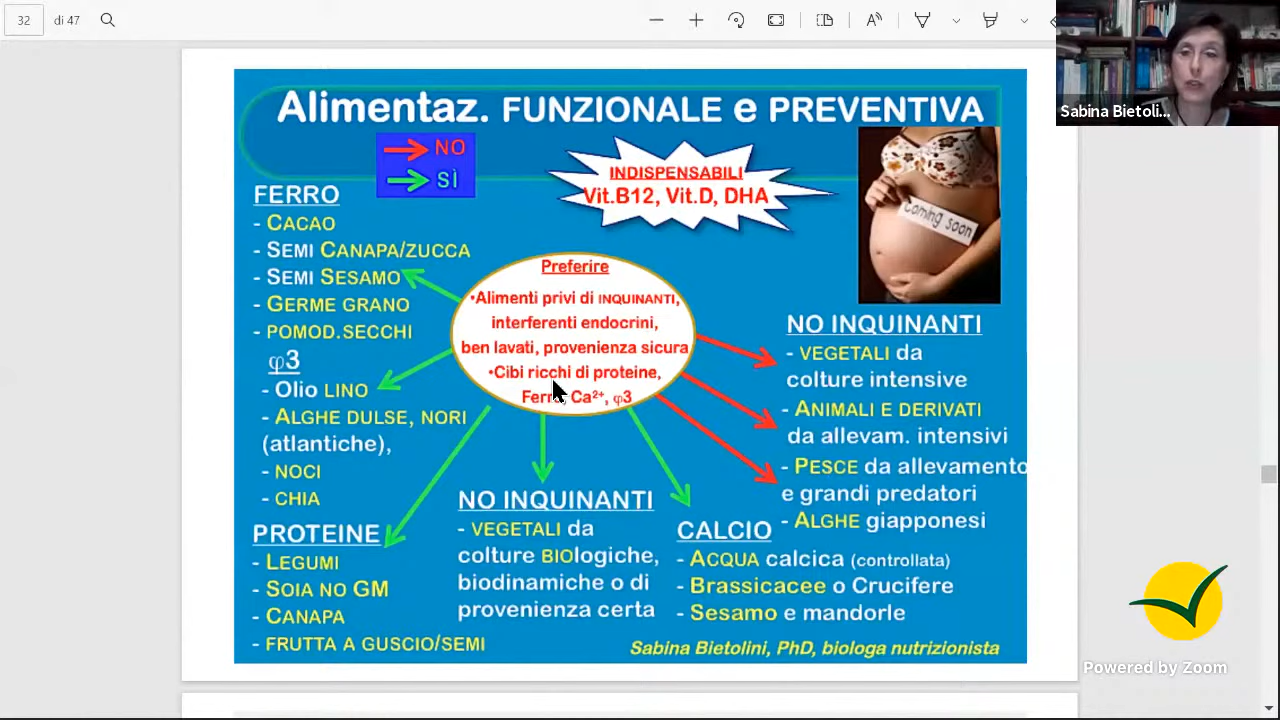 32 di 47
Sabina Bietoli...
Alimentaz. FUNZIONALE e PREVENTIVA
NO
SÌ
INDISPENSABILI
Vit.B12, Vit.D, DHA
coming soon
FERRO
- CACAO
- SEMI CANAPA/ZUCCA
- SEMI SESAMO
- GERME GRANO
- POMOD.SECCHI
φ3
- Olio LINO
- ALGHE DULSE, NORI
(atlantiche),
- NOCI
- CHIA
PROTEINE
- LEGUMI
- SOIA NO GM
- CANAPA
- FRUTTA A GUSCIO/SEMI
Preferire
•Alimenti privi di INQUINANTI,
interferenti endocrini,
ben lavati, provenienza sicura
•Cibi ricchi di proteine,
Ferro, Ca²⁺, φ3
NO INQUINANTI
- VEGETALI da
colture BIOlogiche,
biodinamiche o di
provenienza certa
CALCIO
- ACQUA calcica (controllata)
- Brassicacee o Crucifere
- Sesamo e mandorle
NO INQUINANTI
- VEGETALI da
colture intensive
- ANIMALI E DERIVATI
da allevam. intensivi
- PESCE da allevamento
e grandi predatori
- ALGHE giapponesi
Sabina Bietolini, PhD, biologa nutrizionista
Powered by Zoom